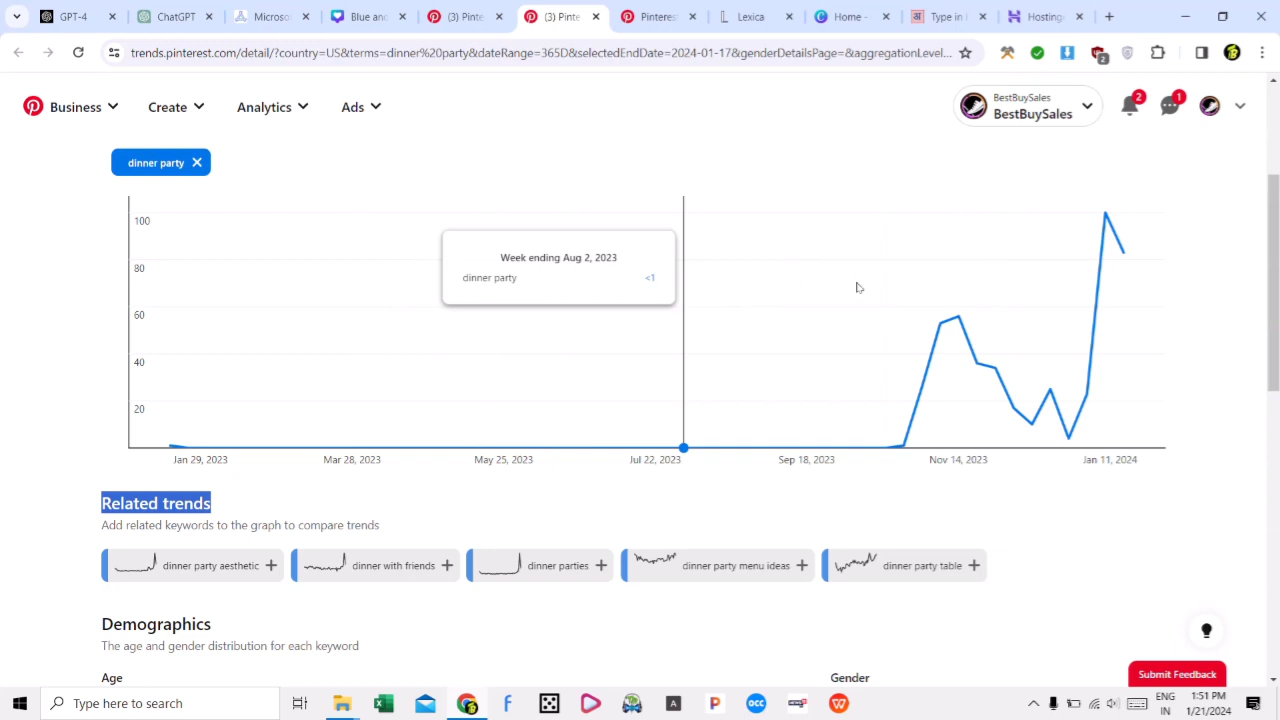 GPT-4
ChatGPT
Microso
Blue and
(3) Pinte
(3) Pinte
Pinteres
Lexica
Home -
Type in
Hosting
trends.pinterest.com/detail/?country=US&terms=dinner%20party&dateRange=365D&selectedEndDate=2024-01-17&genderDetailsPage=&aggregationLevel...
2
Business
Create
Analytics
Ads
BestBuySales
BestBuySales
2
1
dinner party
100
80
60
40
20
Week ending Aug 2, 2023
dinner party <1
Jan 29, 2023
Mar 28, 2023
May 25, 2023
Jul 22, 2023
Sep 18, 2023
Nov 14, 2023
Jan 11, 2024
Related trends
Add related keywords to the graph to compare trends
dinner party aesthetic +
dinner with friends +
dinner parties +
dinner party menu ideas +
dinner party table +
Demographics
The age and gender distribution for each keyword
Age
Gender
Submit Feedback
Type here to search
ENG
IN
1:51 PM
1/21/2024